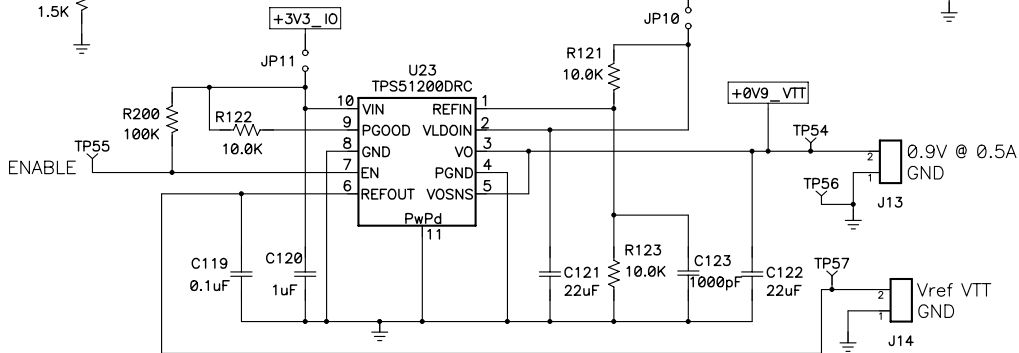 1.5K
+3V3_IO
JP10
JP11
U23
TPS51200DRC
R121
10.0K
+0V9_VTT
R200
100K
R122
10.0K
10 VIN REFIN 1
9 PGOOD VLDOIN 2
8 GND VO 3
7 EN PGND 4
6 REFOUT VOSNS 5
PwPd
11
TP55
ENABLE
TP54
2 0.9V @ 0.5A
1 GND
J13
TP56
C119
0.1uF
C120
1uF
C121
22uF
R123
10.0K
C123
1000pF
C122
22uF
TP57
2 Vref VTT
1 GND
J14